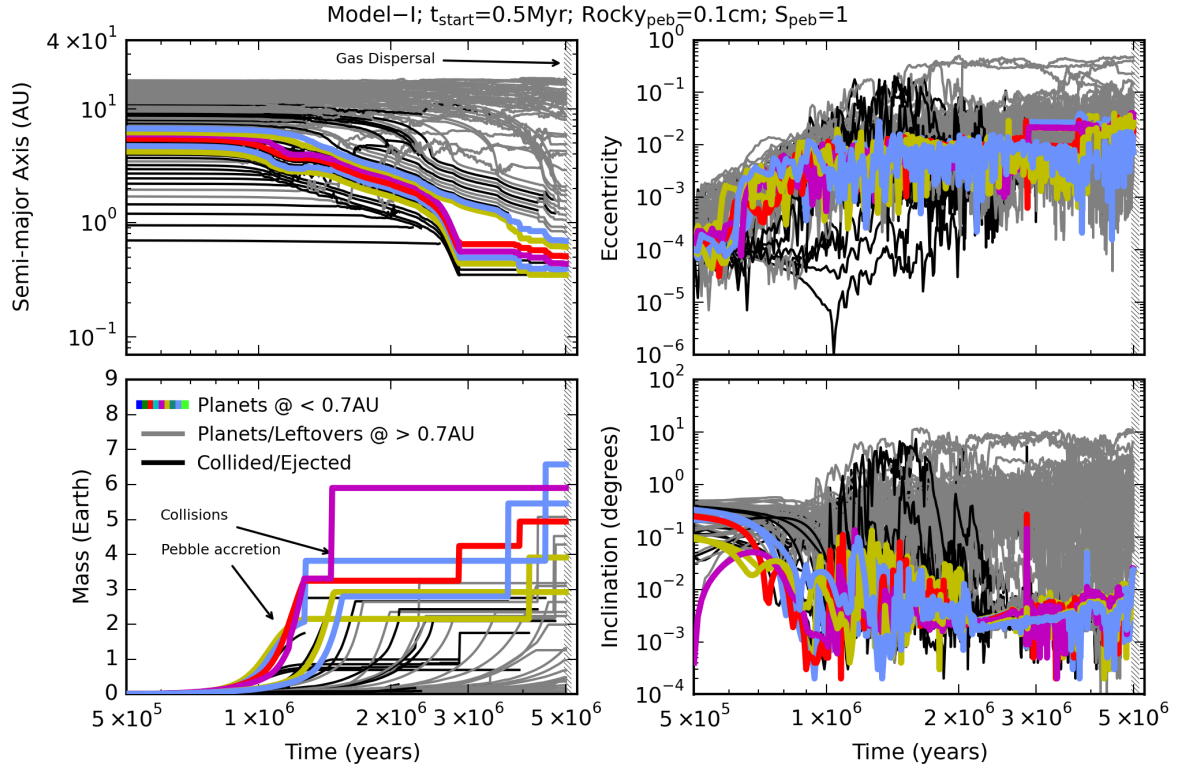 Model−I; t_start=0.5Myr; Rocky_peb=0.1cm; S_peb=1
4 ×10^1
10^1
10^0
10^-1
Semi-major Axis (AU)
Gas Dispersal
10^0
10^-1
10^-2
10^-3
10^-4
10^-5
10^-6
Eccentricity
9
8
7
6
5
4
3
2
1
0
Mass (Earth)
Planets @ < 0.7AU
Planets/Leftovers @ > 0.7AU
Collided/Ejected
Collisions
Pebble accretion
5 ×10^5
1 ×10^6
2 ×10^6
3 ×10^6
5 ×10^6
Time (years)
10^2
10^1
10^0
10^-1
10^-2
10^-3
10^-4
Inclination (degrees)
5 ×10^5
1 ×10^6
2 ×10^6
3 ×10^6
5 ×10^6
Time (years)